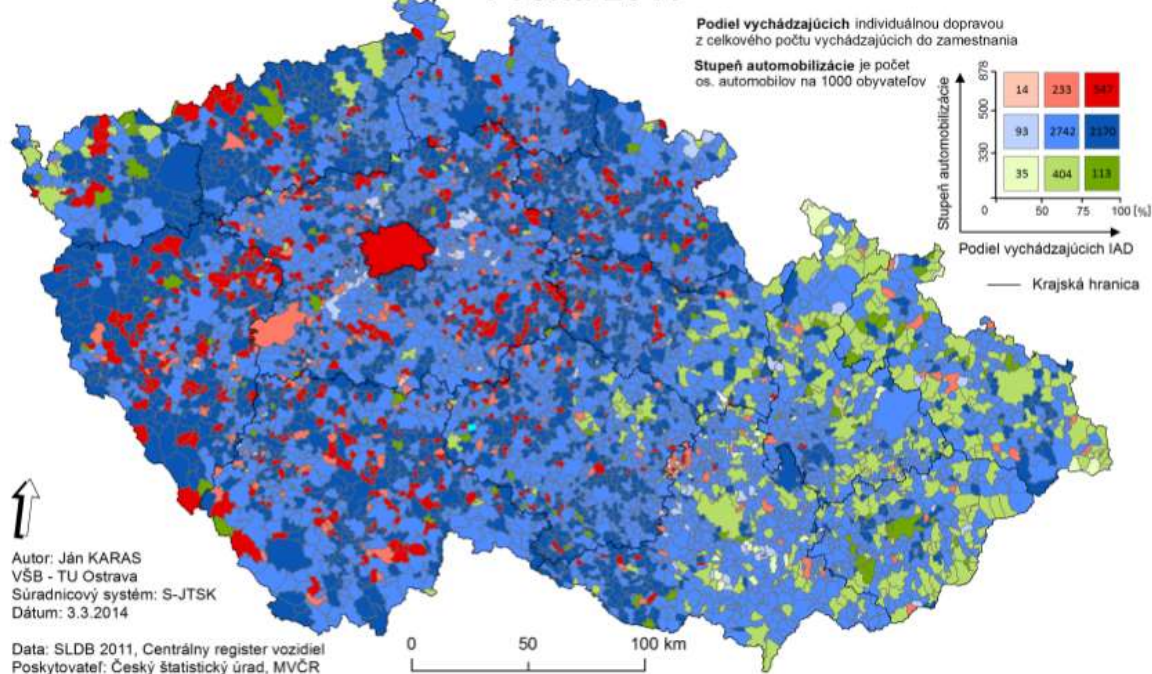 Podiel vychádzajúcich individuálnou dopravou
z celkového počtu vychádzajúcich do zamestnania
Stupeň automobilizácie je počet
os. automobilov na 1000 obyvateľov
Stupeň automobilizácie
878
500
330
14 233 347
93 2742 2170
35 404 113
0 50 75 100 [%]
Podiel vychádzajúcich IAD
Krajská hranica
Autor: Ján KARAS
VŠB - TU Ostrava
Súradnicový systém: S-JTSK
Dátum: 3.3.2014
Data: SLDB 2011, Centrálny register vozidiel
Poskytovateľ: Český štatistický úrad, MVČR
0 50 100 km